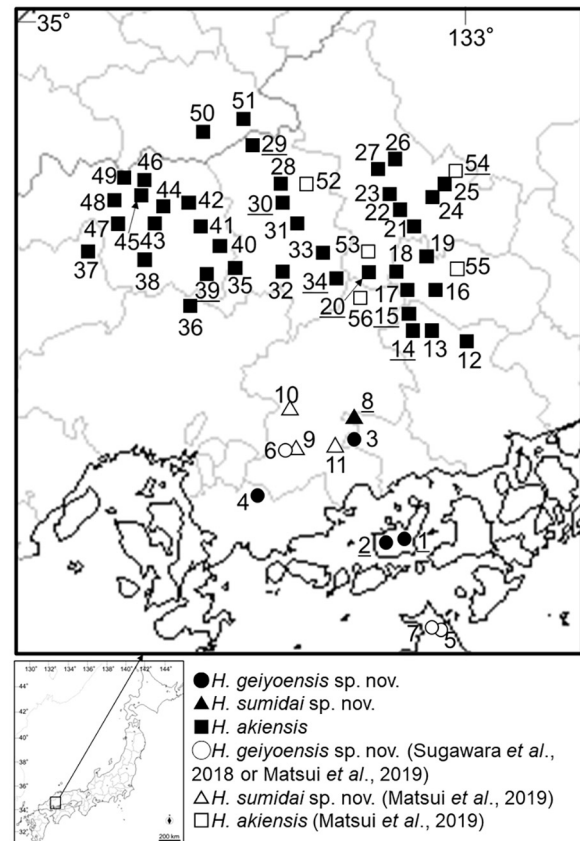 35° 133°
51
50
26
29 27
49 46 28 52 54
48 44 42 30 23 25
22 24
45 43 41 31 21
47 53 19
37 33 18
40 55
38 39 35 32 34 17 16
20
36 56 15
14 13 12
10 8
9 3
6 11
4
2 1
7 5
130° 132° 134° 136° 138° 140° 142° 144°
44°
42°
40°
38°
36°
34°
32°
200 km
H. geiyoensis sp. nov.
H. sumidai sp. nov.
H. akiensis
H. geiyoensis sp. nov. (Sugawara et al.,
2018 or Matsui et al., 2019)
H. sumidai sp. nov. (Matsui et al., 2019)
H. akiensis (Matsui et al., 2019)